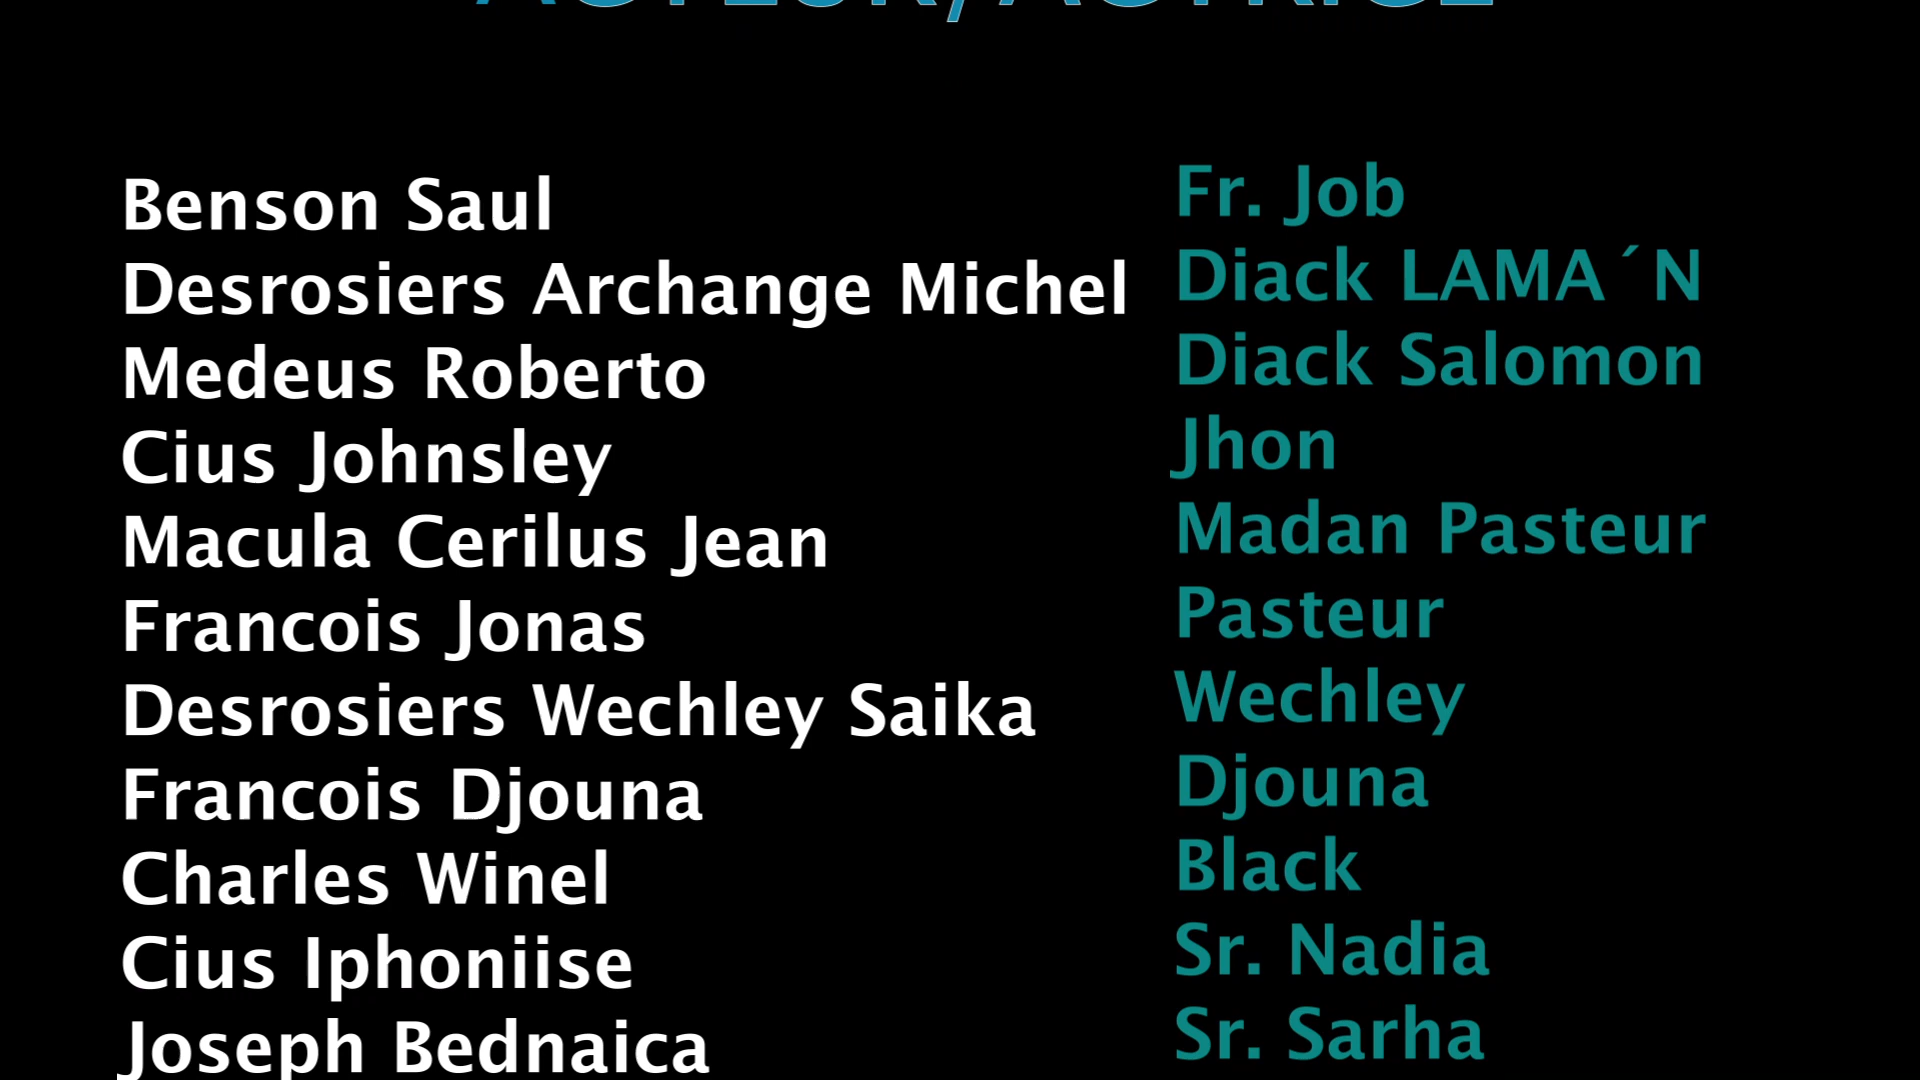 ACTEUR/ACTRICE
Benson Saul Fr. Job
Desrosiers Archange Michel Diack LAMA´N
Medeus Roberto Diack Salomon
Cius Johnsley Jhon
Macula Cerilus Jean Madan Pasteur
Francois Jonas Pasteur
Desrosiers Wechley Saika Wechley
Francois Djouna Djouna
Charles Winel Black
Cius Iphoniise Sr. Nadia
Joseph Bednaica Sr. Sarha